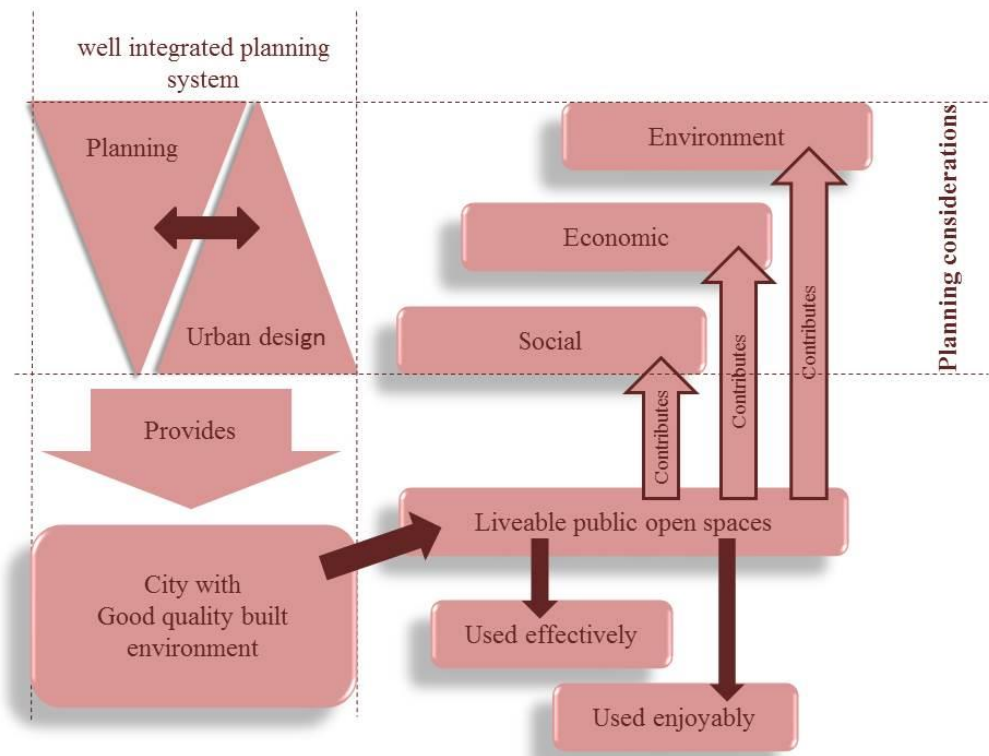 well integrated planning
system
Planning
Urban design
Provides
City with
Good quality built
environment
Environment
Economic
Social
Contributes
Contributes
Contributes
Planning considerations
Liveable public open spaces
Used effectively
Used enjoyably